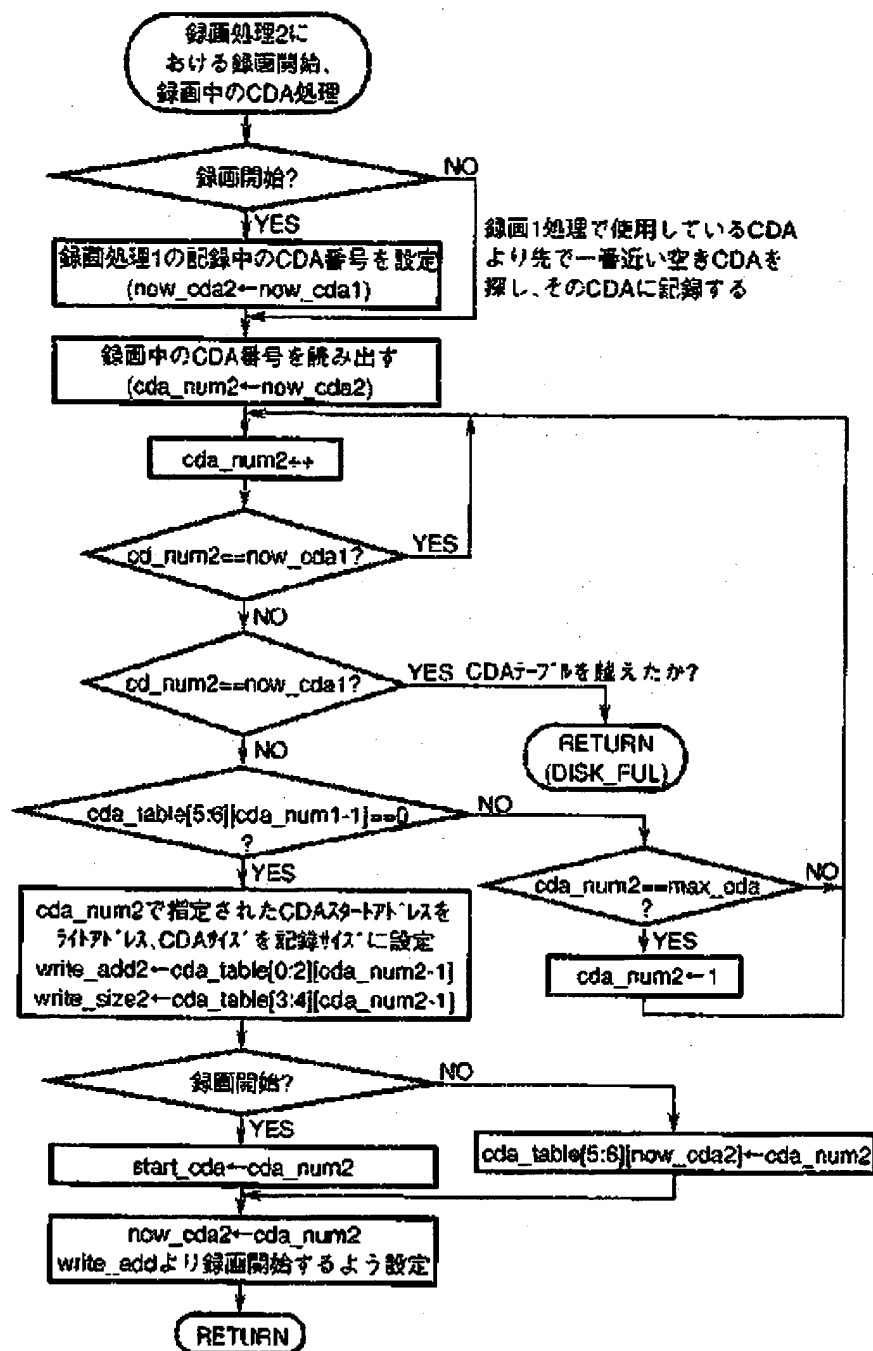 録画処理2に
おける録画開始、
録画中のCDA処理
録画開始?
NO
YES
録画1処理で使用しているCDA
より先で一番近い空きCDAを
探し、そのCDAに記録する
録画処理1の記録中のCDA番号を設定
(now_cda2←now_cda1)
録画中のCDA番号を読み出す
(cda_num2←now_cda2)
cda_num2++
cd_num2==now_cda1?
YES
NO
cd_num2==now_cda1?
YES CDAテーブルを越えたか?
NO
RETURN
(DISK_FUL)
cda_table[5:6][cda_num1-1]==0
?
NO
YES
cda_num2==max_cda
?
NO
YES
cda_num2で指定されたCDAスタートアドレスを
ライトアドレス、CDAサイズを記録サイズに設定
write_add2←cda_table[0:2][cda_num2-1]
write_size2←cda_table[3:4][cda_num2-1]
cda_num2←1
録画開始?
NO
YES
start_cda←cda_num2
cda_table[5:6][now_cda2]←cda_num2
now_cda2←cda_num2
write_addより録画開始するよう設定
RETURN